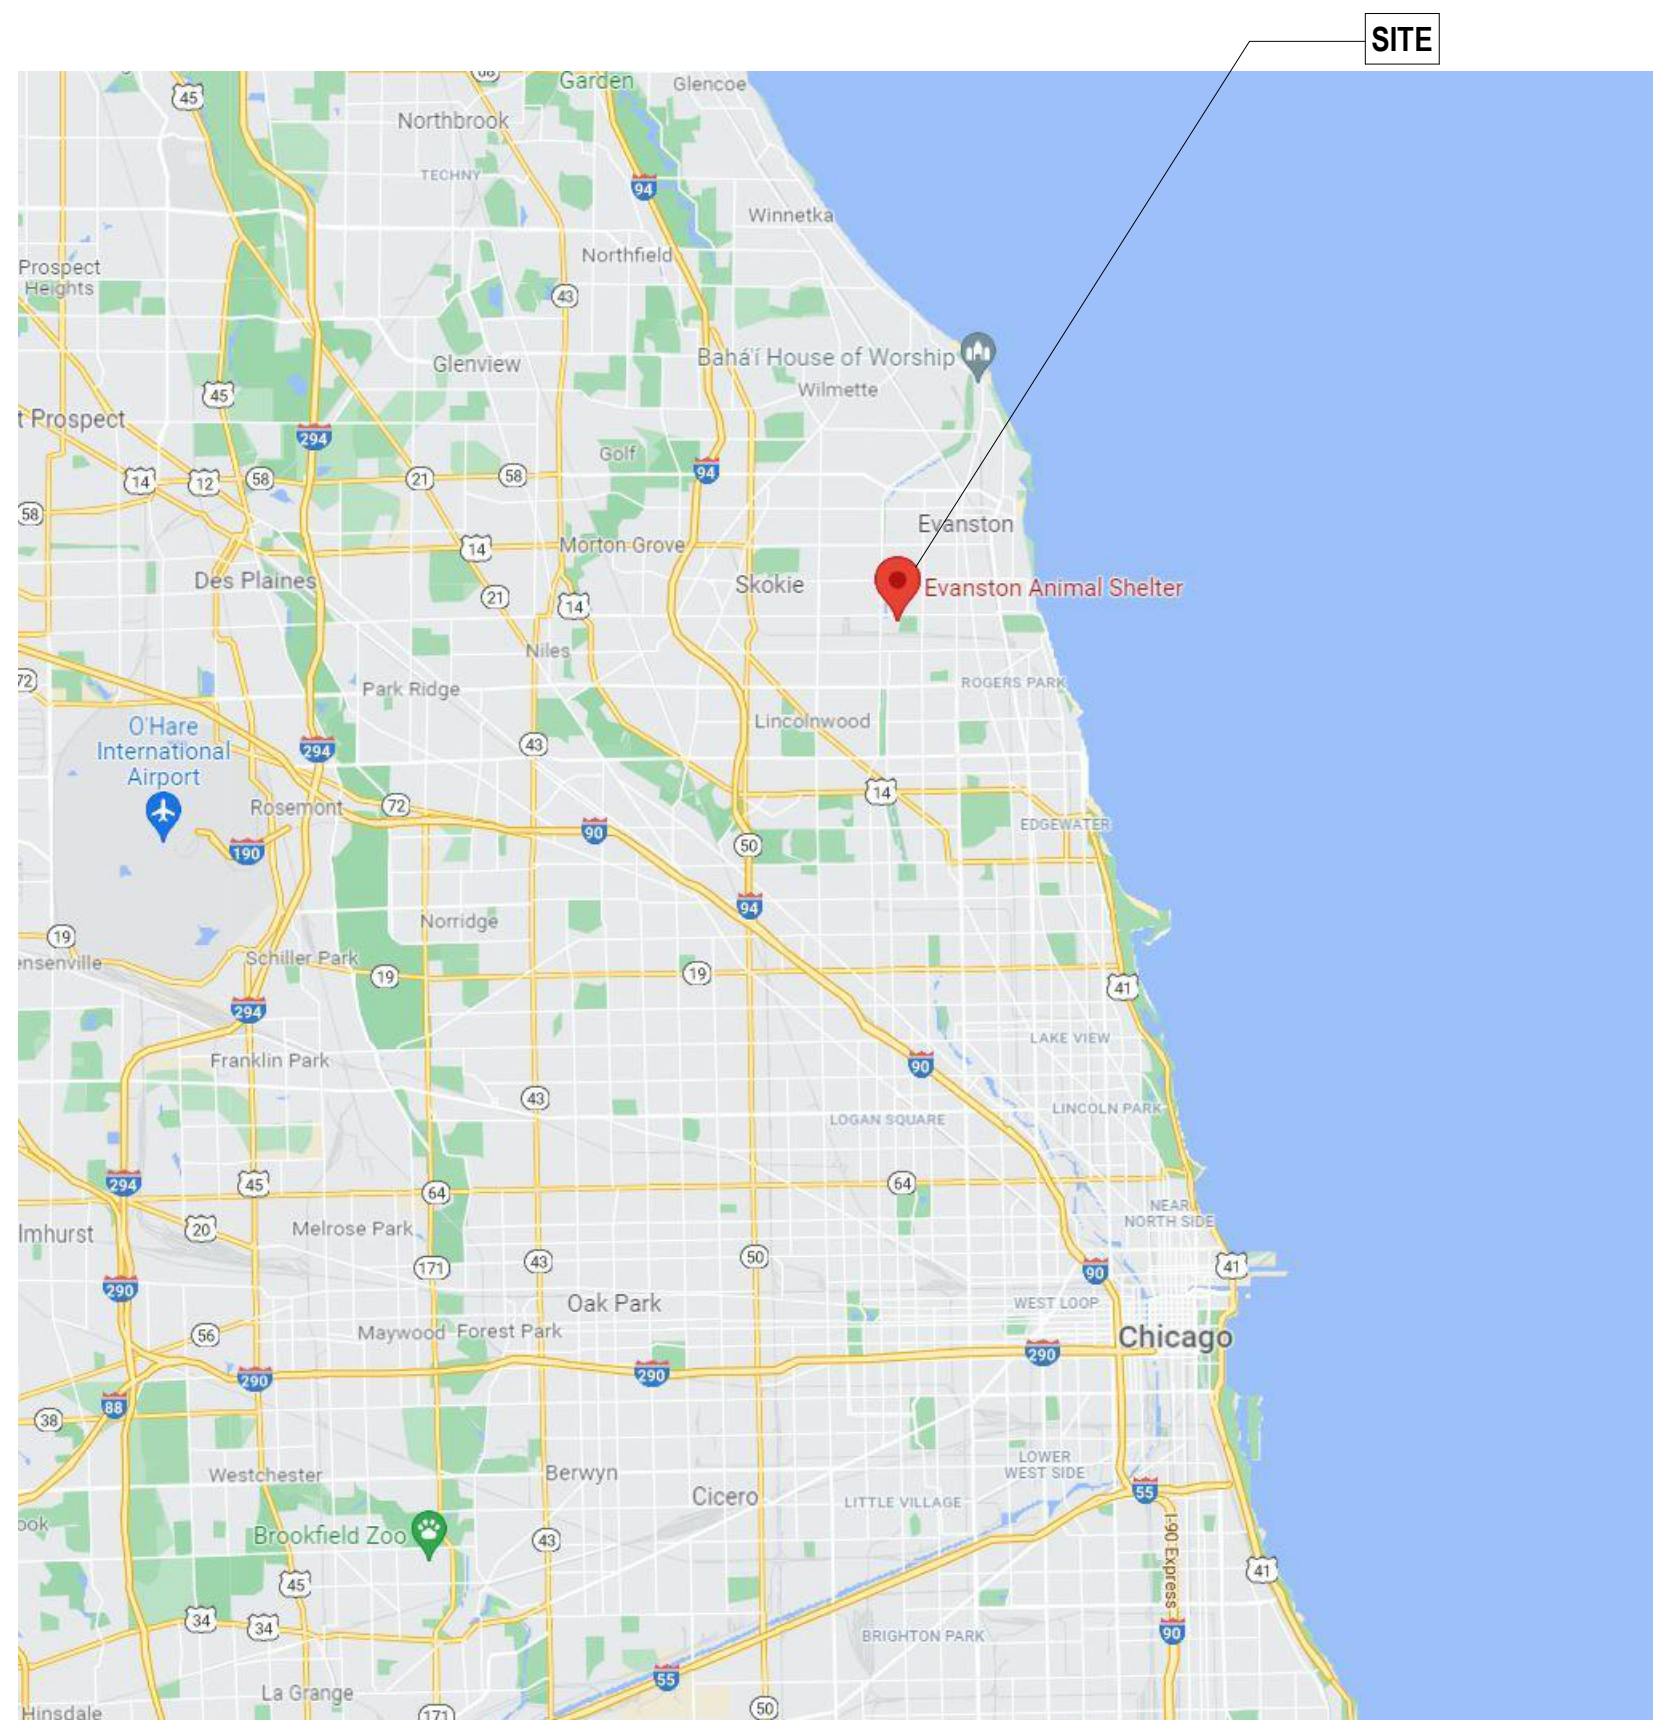 SITE
45
68
Garden
Glencoe
Northbrook
TECHNY
94
Winnetka
Northfield
Prospect
Heights
43
Bahá'í House of Worship
Glenview
Wilmette
45
t Prospect
294
Golf
94
14
12
58
21
58
58
Evanston
14
Morton Grove
Des Plaines
Skokie
Evanston Animal Shelter
21
14
Niles
72
Park Ridge
ROGERS PARK
Lincolnwood
O'Hare
International
Airport
294
43
14
Rosemont
72
90
EDGEWATER
190
50
94
Norridge
19
ensenville
Schiller Park
19
19
41
294
LAKE VIEW
Franklin Park
90
43
LINCOLN PARK
LOGAN SQUARE
294
45
64
64
NEAR
NORTH SIDE
lmhurst
20
Melrose Park
171
43
50
41
90
290
Oak Park
WEST LOOP
56
Maywood
Forest Park
Chicago
290
290
290
88
38
LOWER
WEST SIDE
Westchester
Berwyn
Cicero
LITTLE VILLAGE
55
ook
Brookfield Zoo
43
I-90 Express
45
41
34
34
90
BRIGHTON PARK
55
La Grange
50
Hinsdale
171